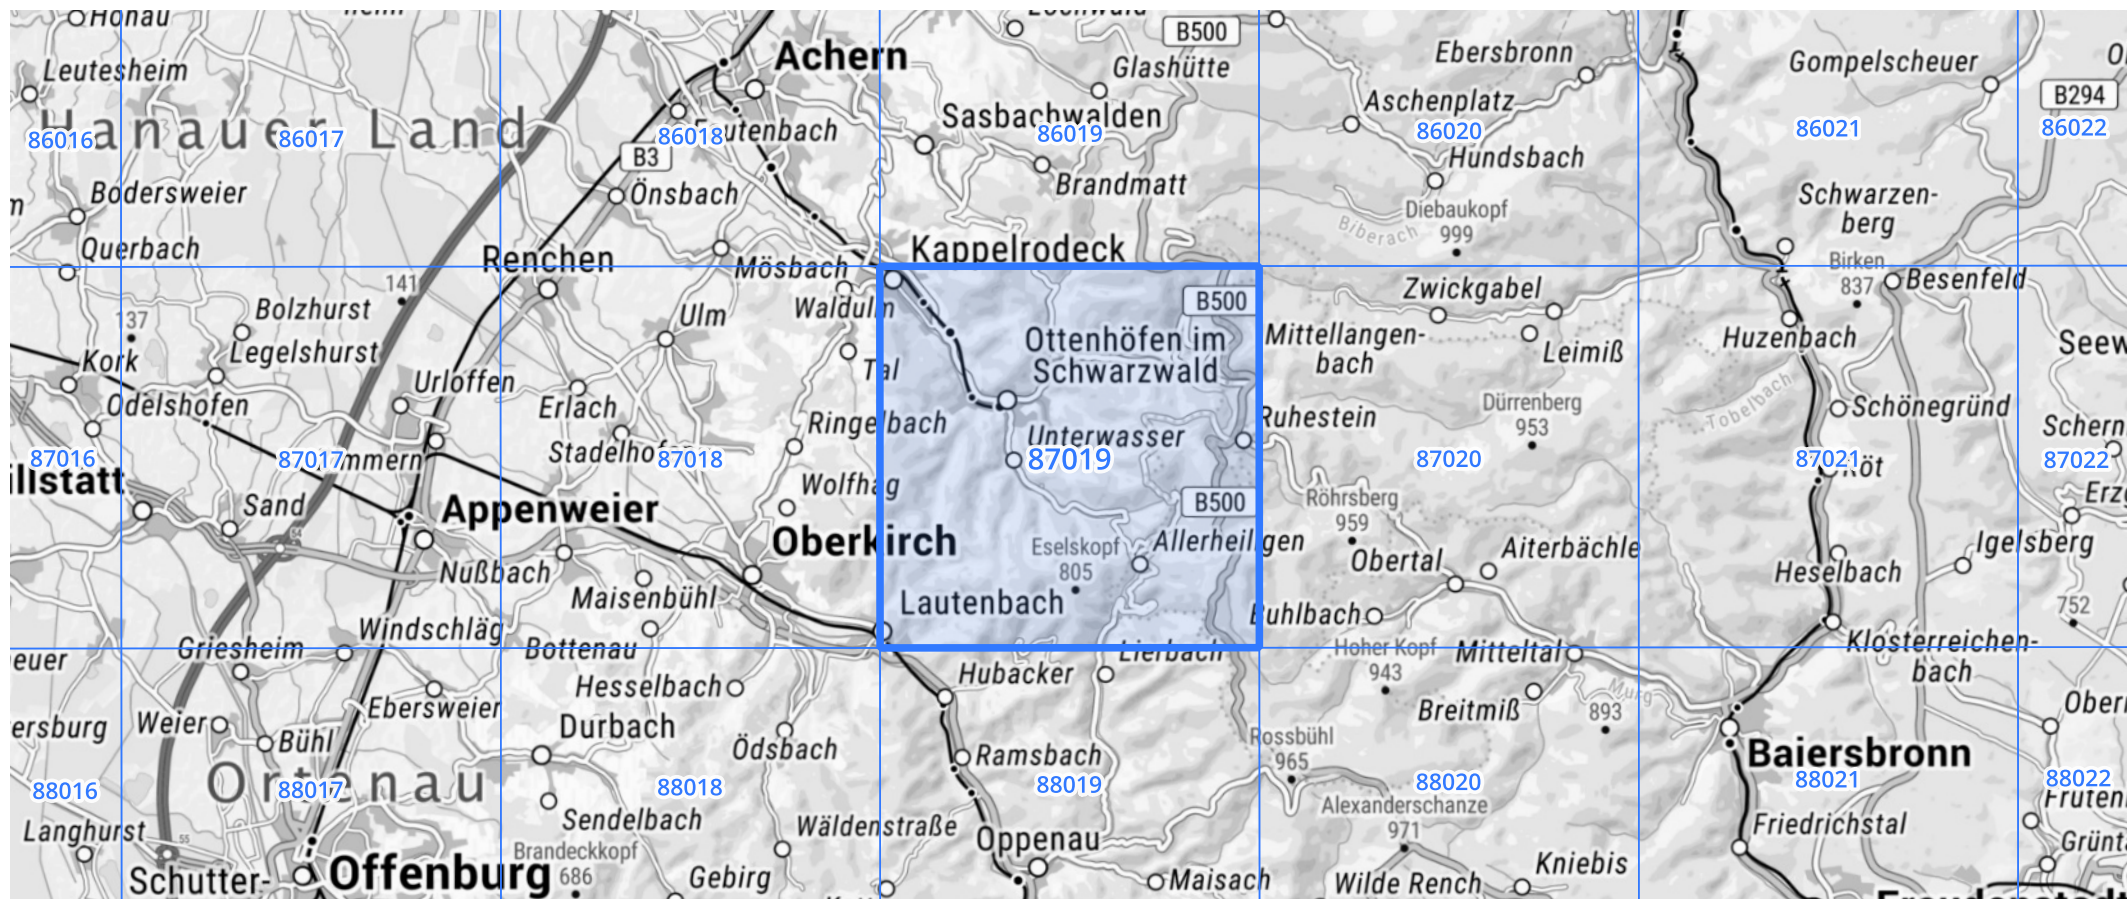 Honau
Achern
B500
Ebersbronn
Gompelscheuer
Leutesheim
Glashütte
B294
Hanauer Land
Sasbachwalden
Aschenplatz
86016
86017
86018
86019
86020
86021
86022
B3
Hundsbach
Bodersweier
Önsbach
Brandmatt
Schwarzen-
berg
Diebaukopf
999
Biberach
Querbach
Renchen
Mösbach
Kappelrodeck
Birken
837
Besenfeld
141
Bolzhurst
137
Ulm
Waldulm
B500
Zwickgabel
Kork
Legelshurst
Ottenhöfen im
Schwarzwald
Mittellangen-
bach
Leimiß
Huzenbach
Urloffen
Tal
Odelshofen
Erlach
Ringelbach
Ruhestein
Dürrenberg
953
Tobelbach
Schönegründ
Unterwasser
87016
87017
87018
87019
87020
87021
87022
Röt
Appenweier
Sand
54
Wolfhag
B500
Röhrsberg
959
Oberkirch
Eselskopf
805
Allerheiligen
Obertal
Aiterbächle
Igelsberg
Nußbach
Maisenbühl
Lautenbach
Buhlbach
Heselbach
752
Griesheim
Windschläg
Bottenau
Lierbach
Hoher Kopf
943
Mitteltal
Klosterreichen-
bach
Hesselbach
Hubacker
Murg
893
Breitmiß
Weier
Ebersweier
Bühl
Durbach
Ödsbach
Ramsbach
Rossbühl
965
Baiersbronn
Ortenau
88016
88017
88018
88019
88020
88021
88022
Langhurst
55
Sendelbach
Wäldenstraße
Oppenau
Alexanderschanze
971
Friedrichstal
Schutter-
Offenburg
Brandeckkopf
686
Gebirg
Maisach
Wilde Rench
Kniebis